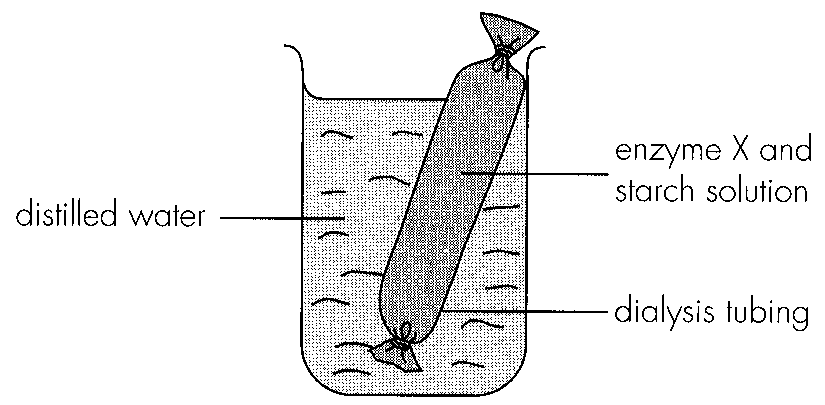 enzyme X and
starch solution
distilled water
dialysis tubing